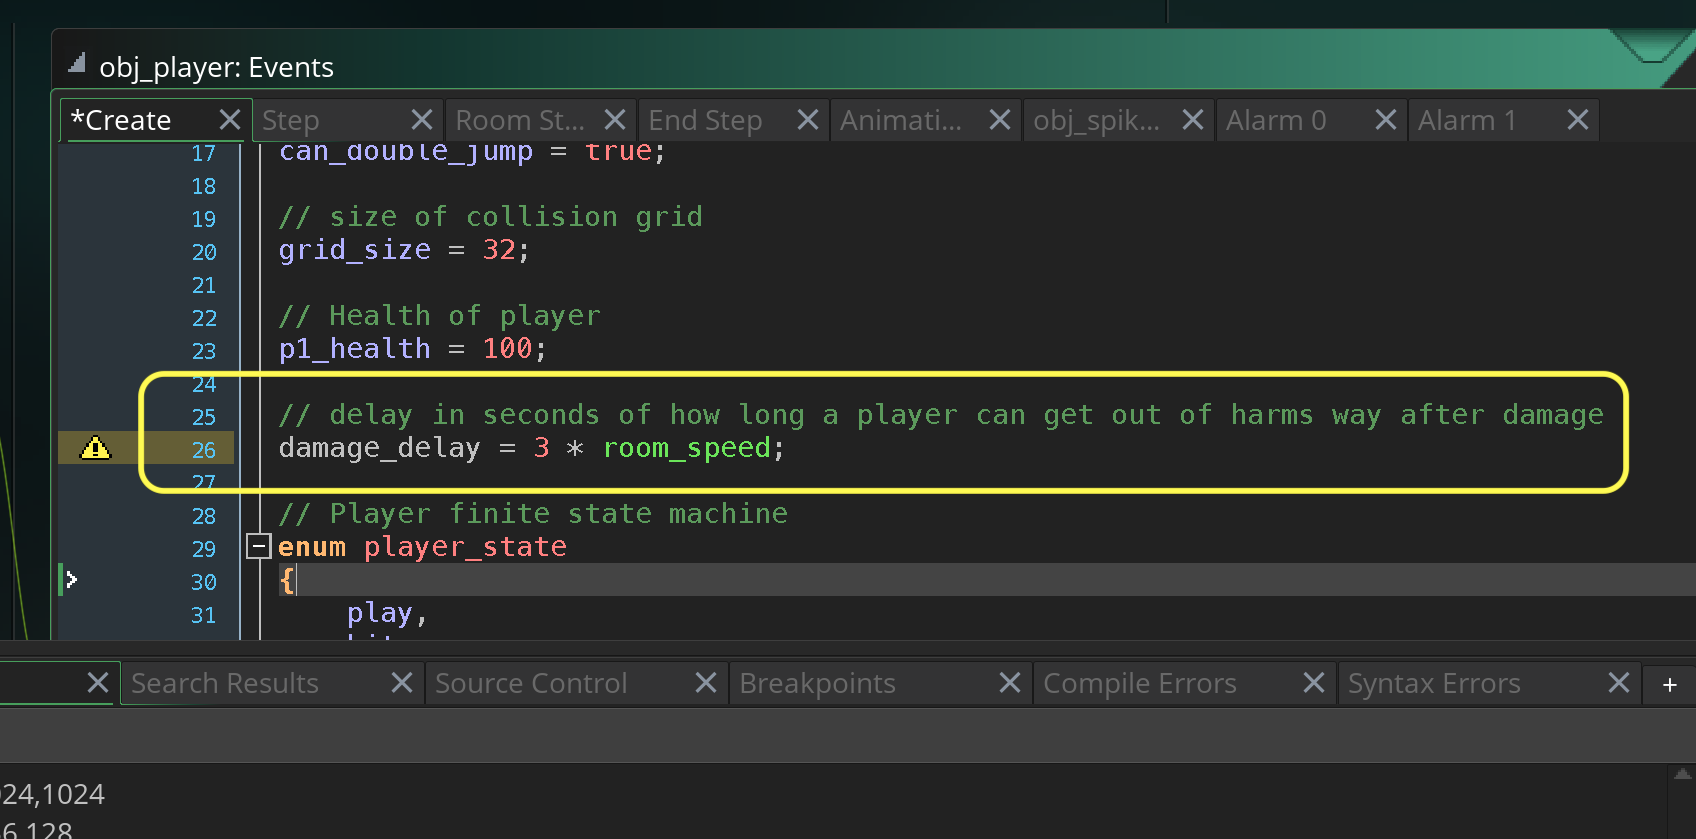 obj_player: Events
*Create
Step
Room St...
End Step
Animati...
obj_spik...
Alarm 0
Alarm 1
17 can_double_jump = true;
18
19 // size of collision grid
20 grid_size = 32;
21
22 // Health of player
23 p1_health = 100;
24
25 // delay in seconds of how long a player can get out of harms way after damage
26 damage_delay = 3 * room_speed;
27
28 // Player finite state machine
29 enum player_state
30 {
31 play,
Search Results
Source Control
Breakpoints
Compile Errors
Syntax Errors
+
24,1024
6,128